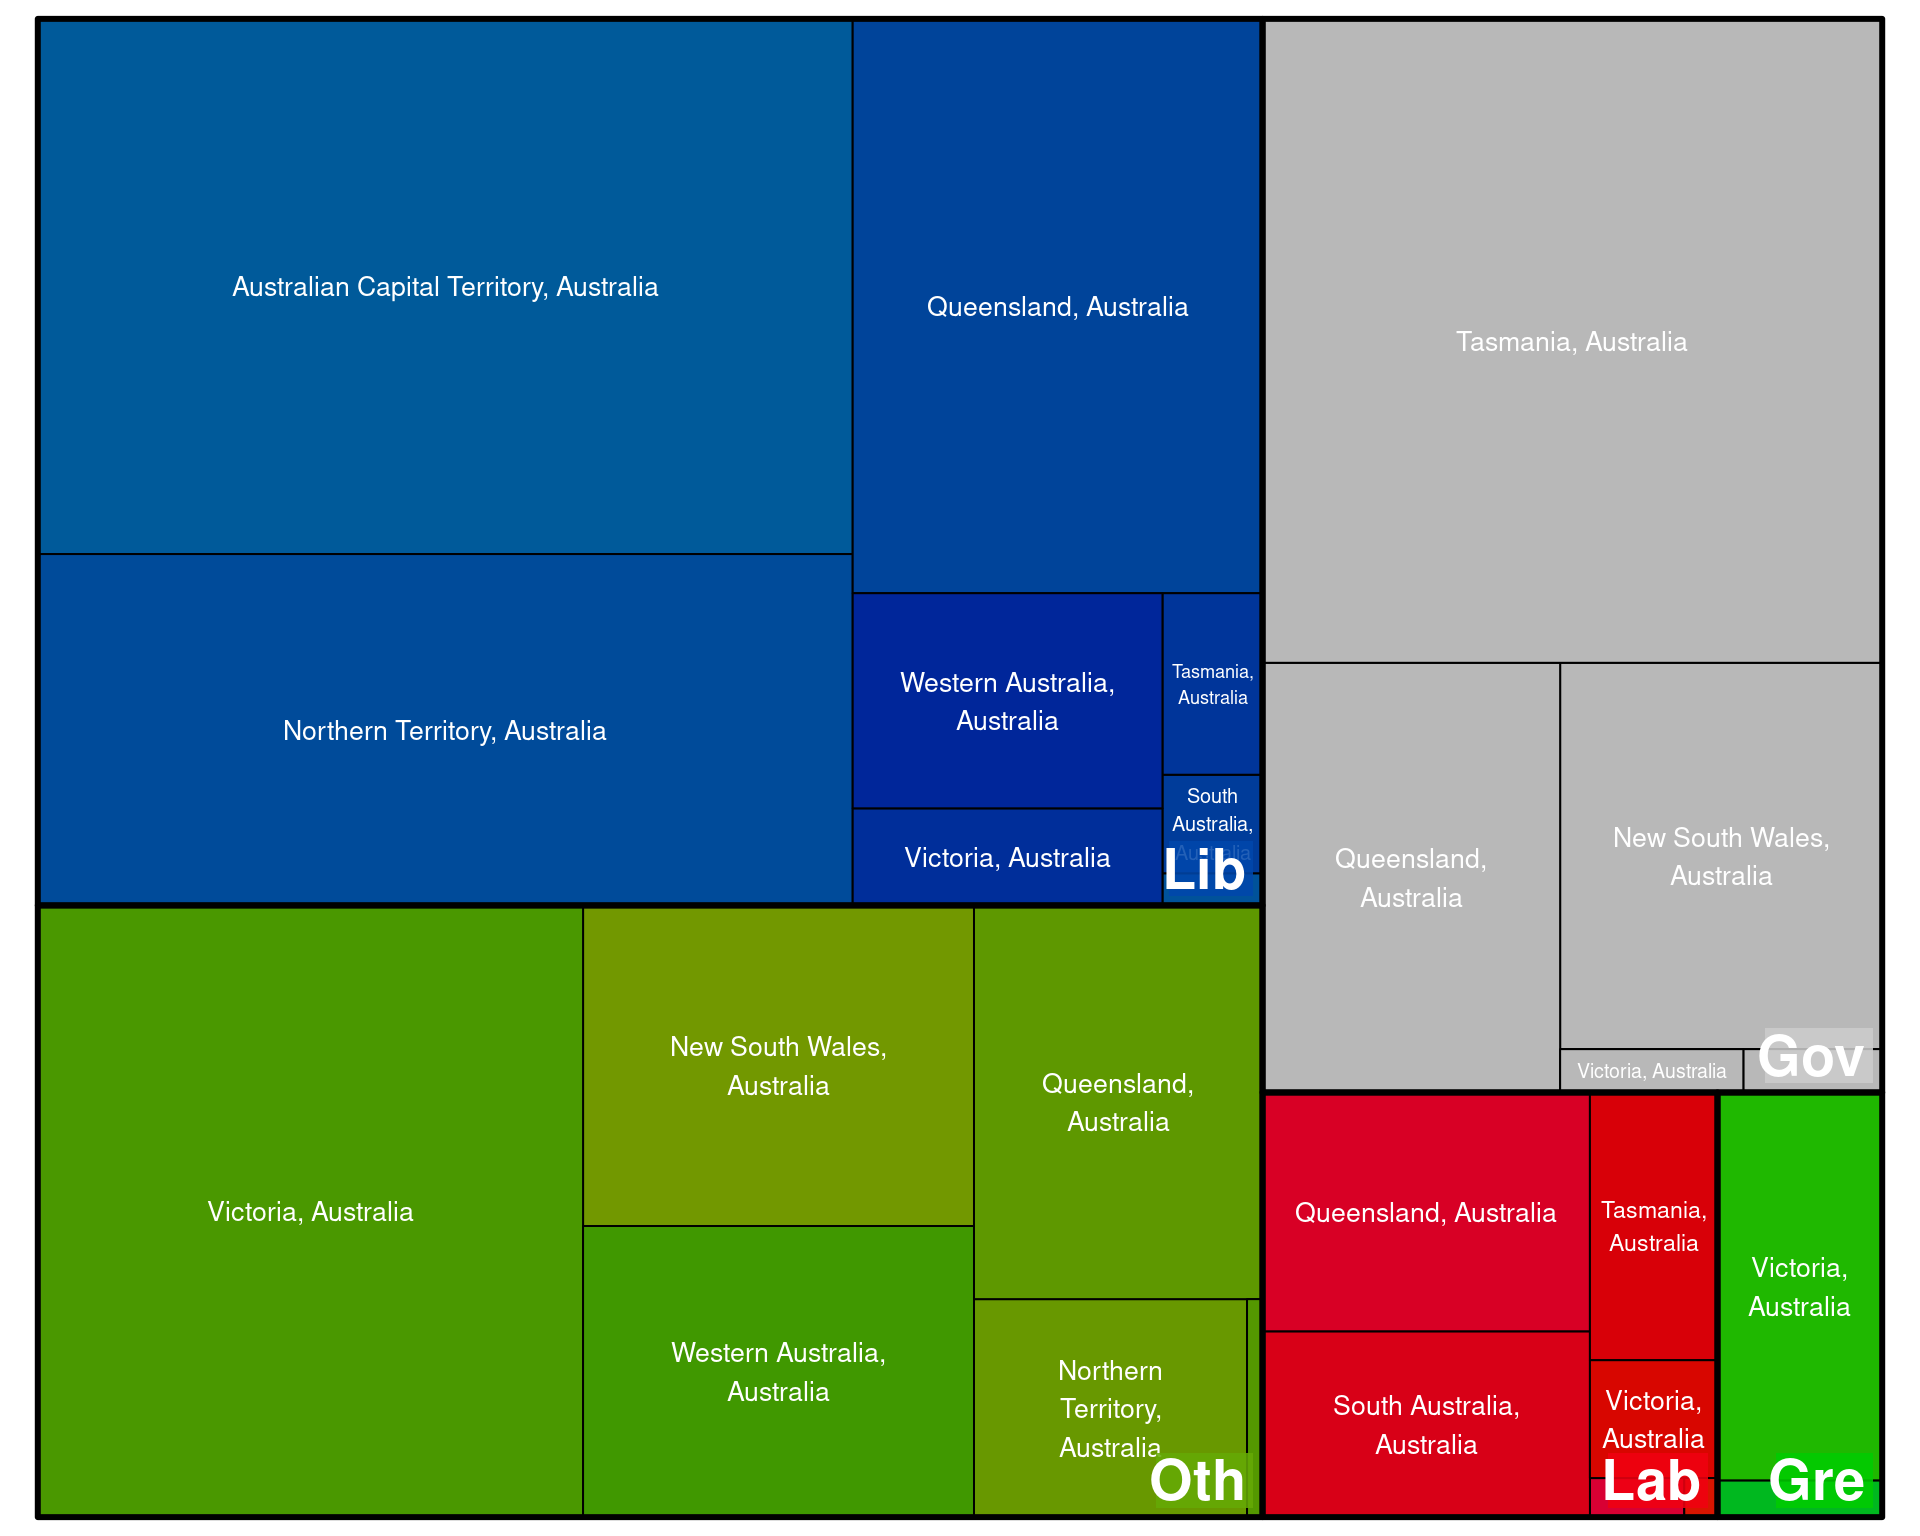 Australian Capital Territory, Australia
Queensland, Australia
Tasmania, Australia
Northern Territory, Australia
Western Australia,
Australia
Tasmania,
Australia
South
Australia,
Australia
Victoria, Australia
Lib
Queensland,
Australia
New South Wales,
Australia
Victoria, Australia
Gov
Victoria, Australia
New South Wales,
Australia
Queensland,
Australia
Western Australia,
Australia
Northern
Territory,
Australia
Oth
Queensland, Australia
Tasmania,
Australia
South Australia,
Australia
Victoria,
Australia
Lab
Victoria,
Australia
Gre